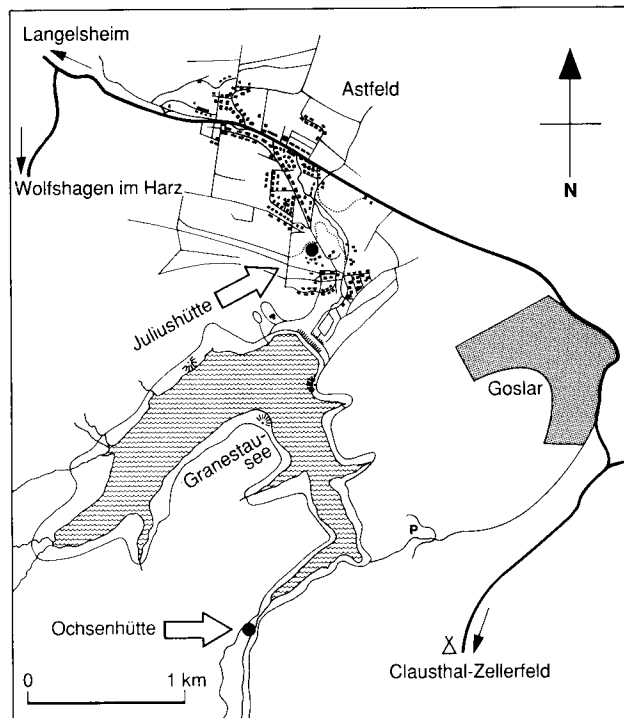 Langelsheim
Astfeld
N
Wolfshagen im Harz
Juliushütte
Goslar
Granestau-
see
P
Ochsenhütte
0 1 km
Clausthal-Zellerfeld